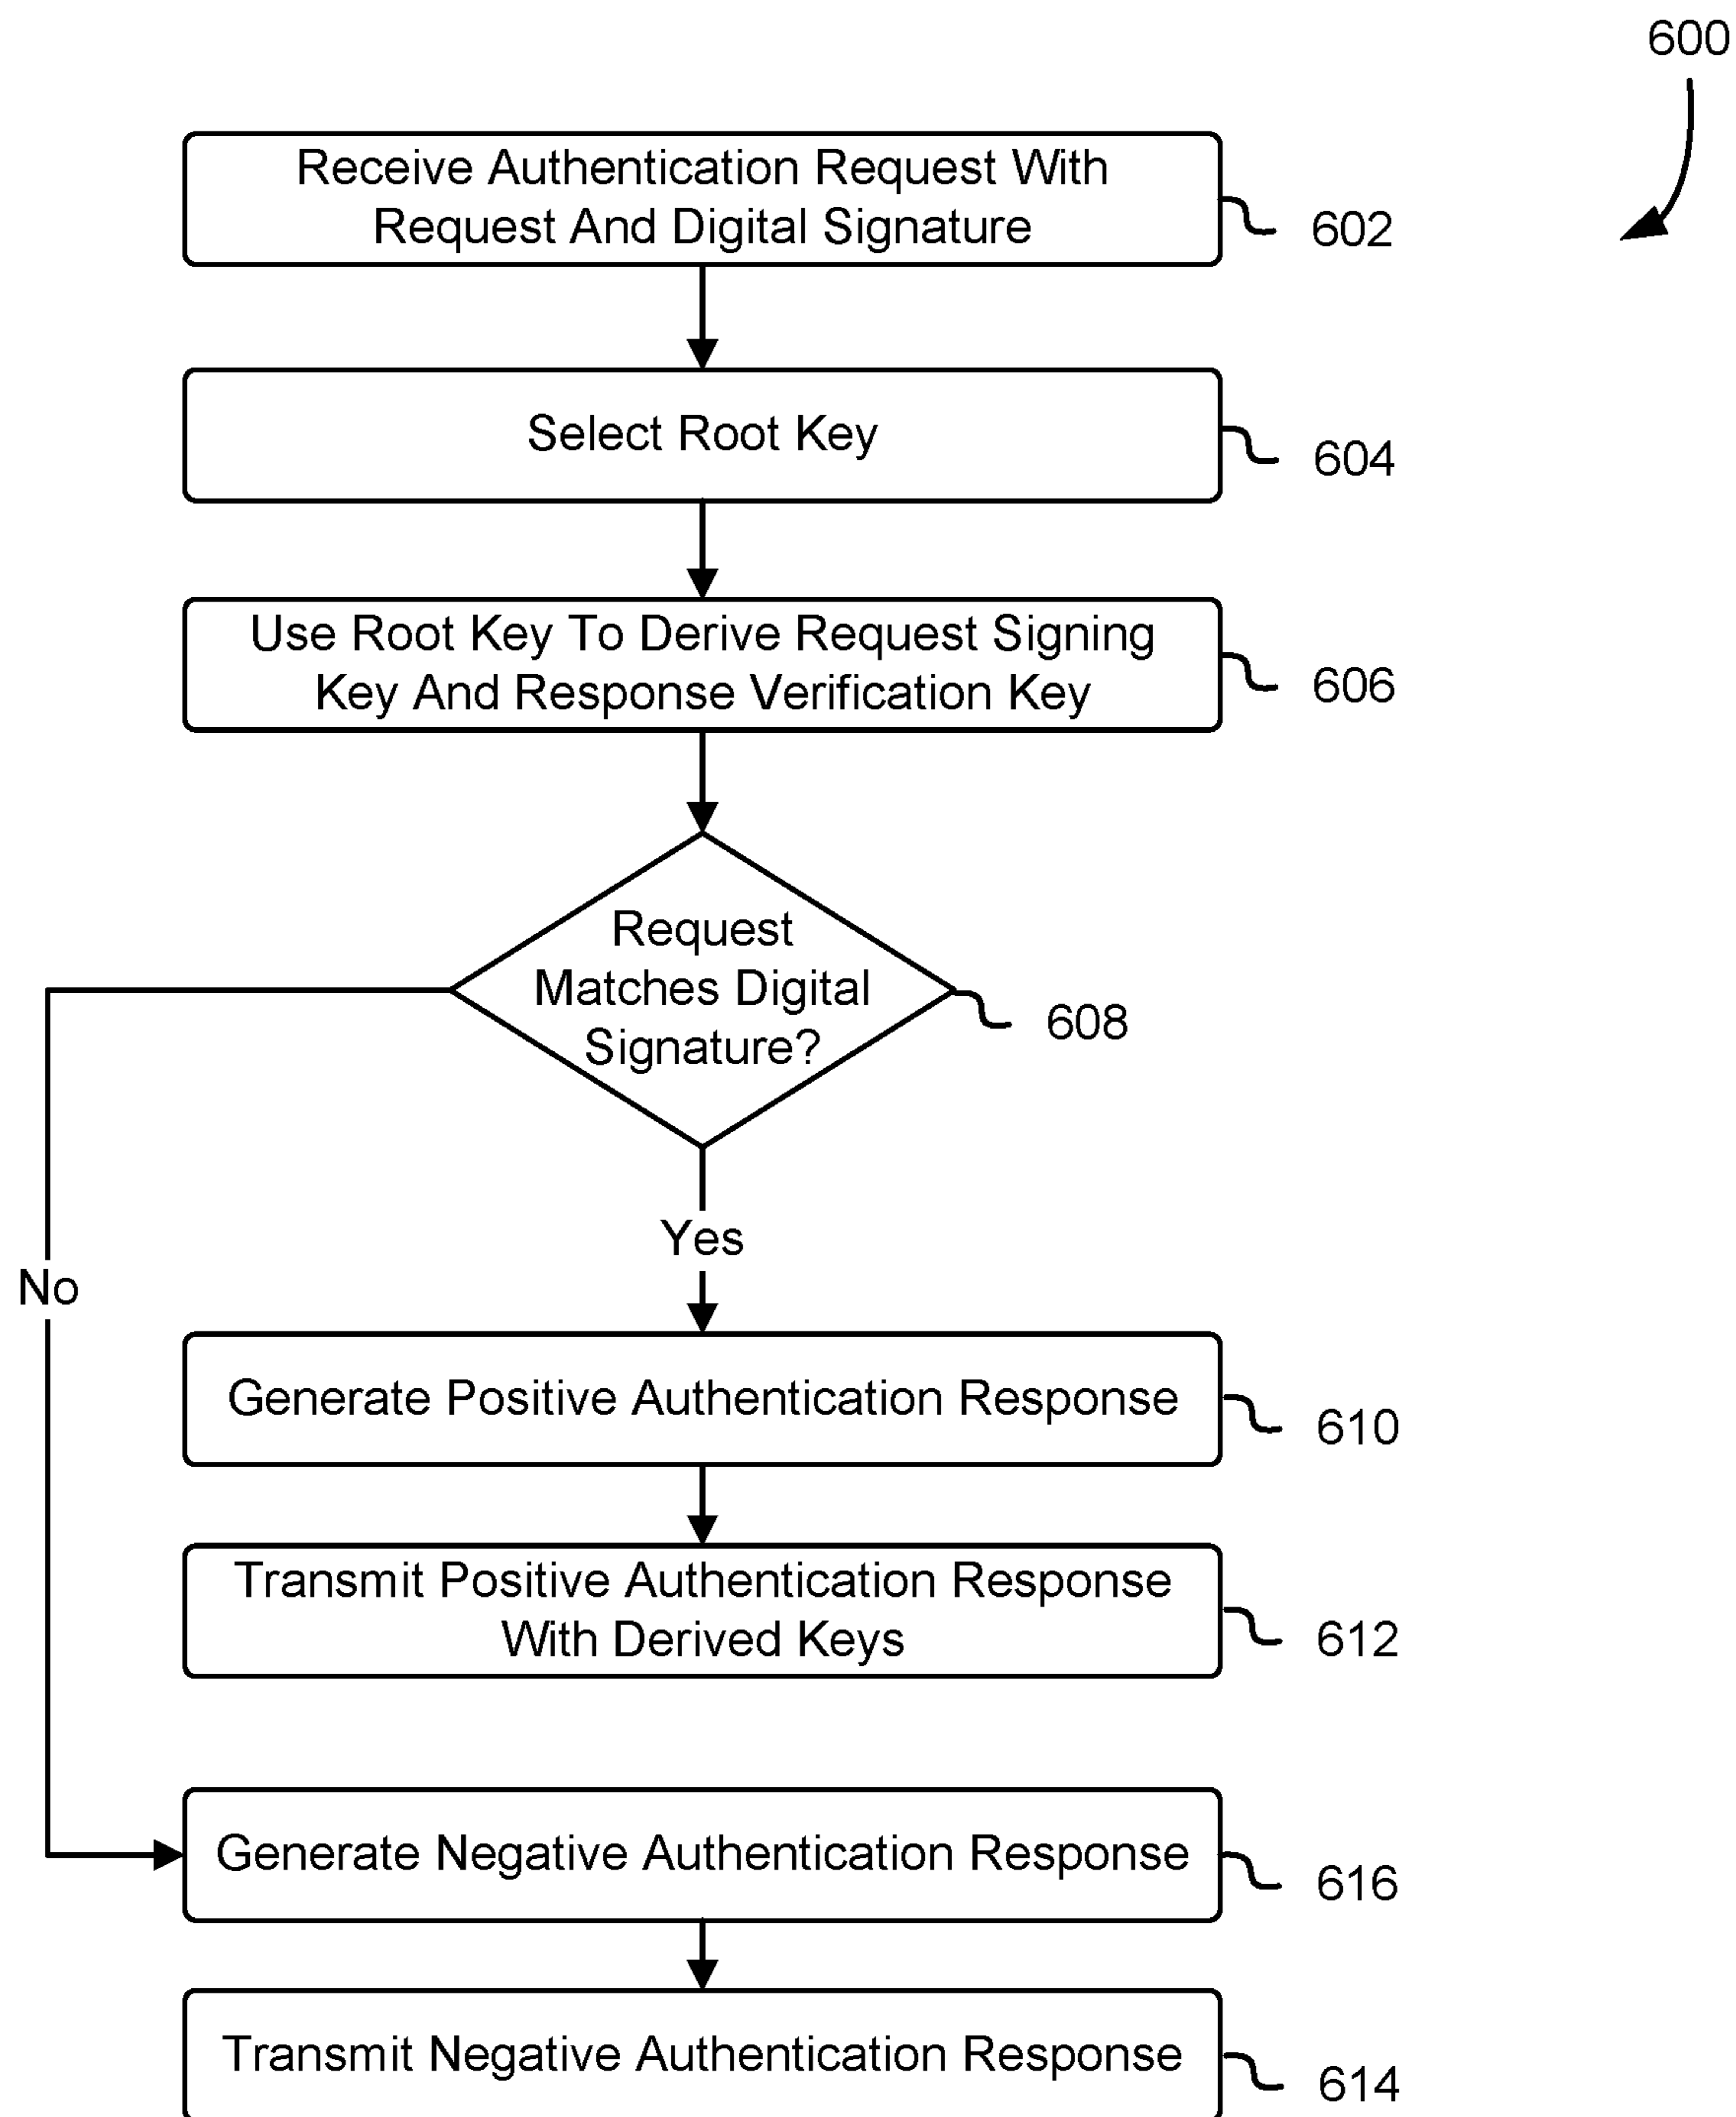 600
Receive Authentication Request With
Request And Digital Signature
602
Select Root Key
604
Use Root Key To Derive Request Signing
Key And Response Verification Key
606
Request
Matches Digital
Signature?
608
Yes
No
Generate Positive Authentication Response
610
Transmit Positive Authentication Response
With Derived Keys
612
Generate Negative Authentication Response
616
Transmit Negative Authentication Response
614